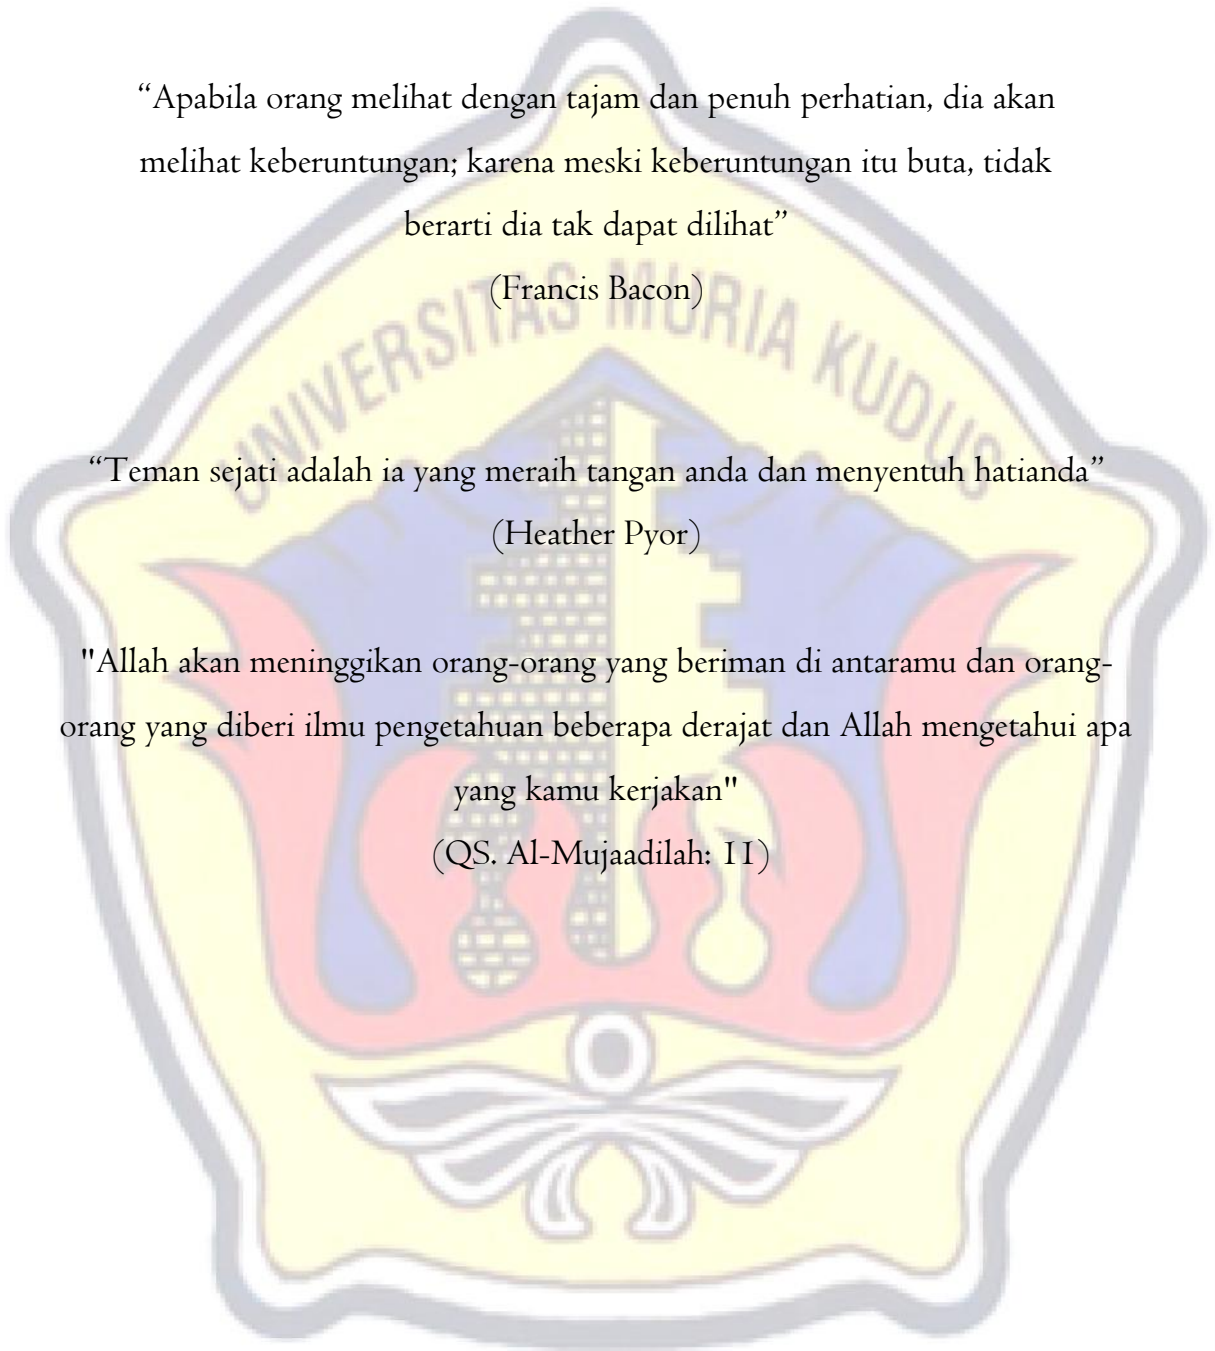 “Apabila orang melihat dengan tajam dan penuh perhatian, dia akan
melihat keberuntungan; karena meski keberuntungan itu buta, tidak
berarti dia tak dapat dilihat”
(Francis Bacon)
UNIVERSITAS MURIA KUDUS
“Teman sejati adalah ia yang meraih tangan anda dan menyentuh hatianda”
(Heather Pyor)
"Allah akan meninggikan orang-orang yang beriman di antaramu dan orang-
orang yang diberi ilmu pengetahuan beberapa derajat dan Allah mengetahui apa
yang kamu kerjakan"
(QS. Al-Mujaadilah: 11)